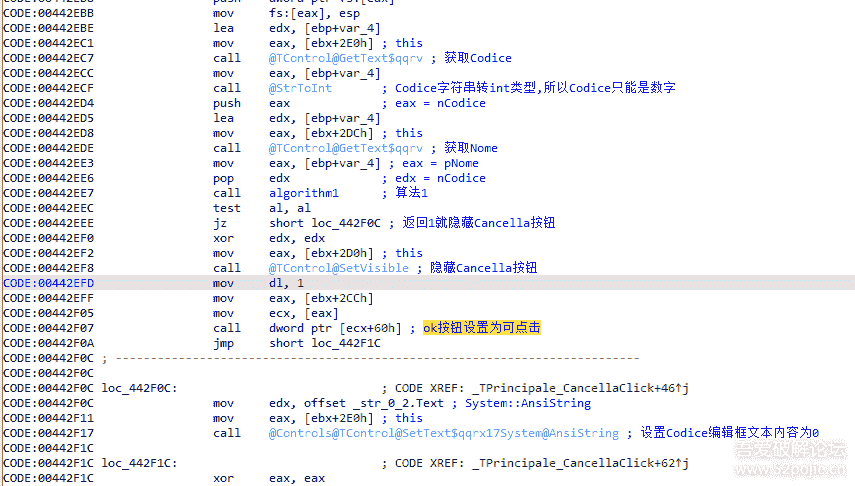 CODE:00442EBB mov fs:[eax], esp
CODE:00442EBE lea edx, [ebp+var_4]
CODE:00442EC1 mov eax, [ebx+2E0h] ; this
CODE:00442EC7 call @TControl@GetText$qqrv ; 获取Codice
CODE:00442ECC mov eax, [ebp+var_4]
CODE:00442ECF call @StrToInt ; Codice字符串转int类型,所以Codice只能是数字
CODE:00442ED4 push eax ; eax = nCodice
CODE:00442ED5 lea edx, [ebp+var_4]
CODE:00442ED8 mov eax, [ebx+2DCh] ; this
CODE:00442EDE call @TControl@GetText$qqrv ; 获取Nome
CODE:00442EE3 mov eax, [ebp+var_4] ; eax = pNome
CODE:00442EE6 pop edx ; edx = nCodice
CODE:00442EE7 call algorithm1 ; 算法1
CODE:00442EEC test al, al
CODE:00442EEE jz short loc_442F0C ; 返回1就隐藏Cancella按钮
CODE:00442EF0 xor edx, edx
CODE:00442EF2 mov eax, [ebx+2D0h] ; this
CODE:00442EF8 call @TControl@SetVisible ; 隐藏Cancella按钮
CODE:00442EFD mov dl, 1
CODE:00442EFF mov eax, [ebx+2CCh]
CODE:00442F05 mov ecx, [eax]
CODE:00442F07 call dword ptr [ecx+60h] ; ok按钮设置为可点击
CODE:00442F0A jmp short loc_442F1C
CODE:00442F0C ; ---------------------------------------------------------------------------
CODE:00442F0C
CODE:00442F0C loc_442F0C: ; CODE XREF: _TPrincipale_CancellaClick+46↑j
CODE:00442F0C mov edx, offset _str_0_2.Text ; System::AnsiString
CODE:00442F11 mov eax, [ebx+2E0h] ; this
CODE:00442F17 call @Controls@TControl@SetText$qqrx17System@AnsiString ; 设置Codice编辑框文本内容为0
CODE:00442F1C
CODE:00442F1C loc_442F1C: ; CODE XREF: _TPrincipale_CancellaClick+62↑j
CODE:00442F1C xor eax, eax
吾爱破解论坛
www.52pojie.cn